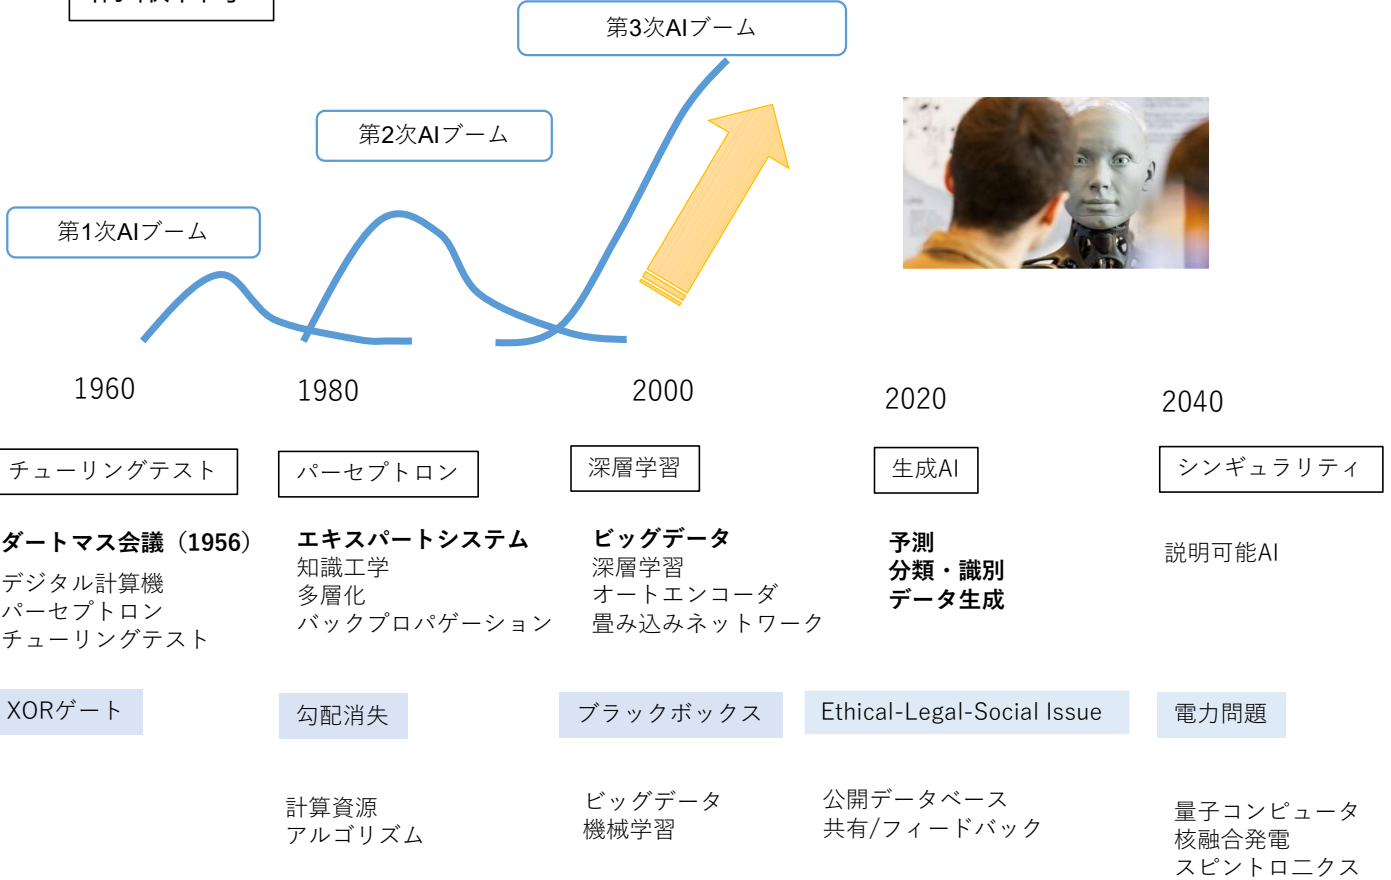 第3次AIブーム
第2次AIブーム
第1次AIブーム
1960
1980
2000
2020
2040
チューリングテスト
パーセプトロン
深層学習
生成AI
シンギュラリティ
ダートマス会議（1956）
デジタル計算機
パーセプトロン
チューリングテスト
エキスパートシステム
知識工学
多層化
バックプロパゲーション
ビッグデータ
深層学習
オートエンコーダ
畳み込みネットワーク
予測
分類・識別
データ生成
説明可能AI
XORゲート
勾配消失
ブラックボックス
Ethical-Legal-Social Issue
電力問題
計算資源
アルゴリズム
ビッグデータ
機械学習
公開データベース
共有/フィードバック
量子コンピュータ
核融合発電
スピントロニクス